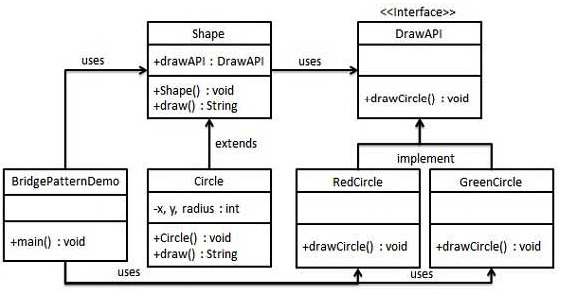 <<Interface>>
Shape
DrawAPI
uses
+drawAPI : DrawAPI
uses
+Shape() : void
+draw() : String
+drawCircle() : void
extends
implement
BridgePatternDemo
Circle
RedCircle
GreenCircle
-x, y, radius : int
+main() : void
+Circle() : void
+draw() : String
+drawCircle() : void
+drawCircle() : void
uses
uses